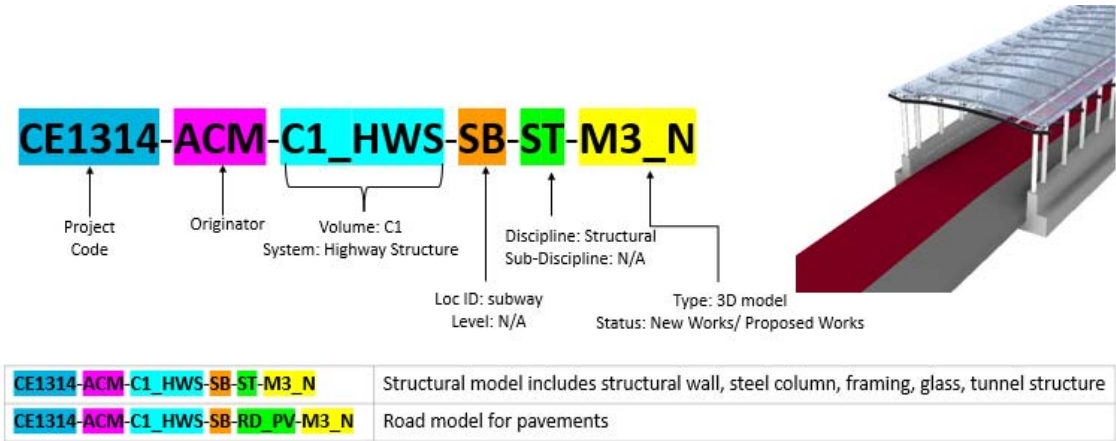 CE1314-ACM-C1_HWS-SB-ST-M3_N
Project
Code
Originator
Volume: C1
System: Highway Structure
Discipline: Structural
Sub-Discipline: N/A
Loc ID: subway
Level: N/A
Type: 3D model
Status: New Works/ Proposed Works
CE1314-ACM-C1_HWS-SB-ST-M3_N Structural model includes structural wall, steel column, framing, glass, tunnel structure
CE1314-ACM-C1_HWS-SB-RD_PV-M3_N Road model for pavements